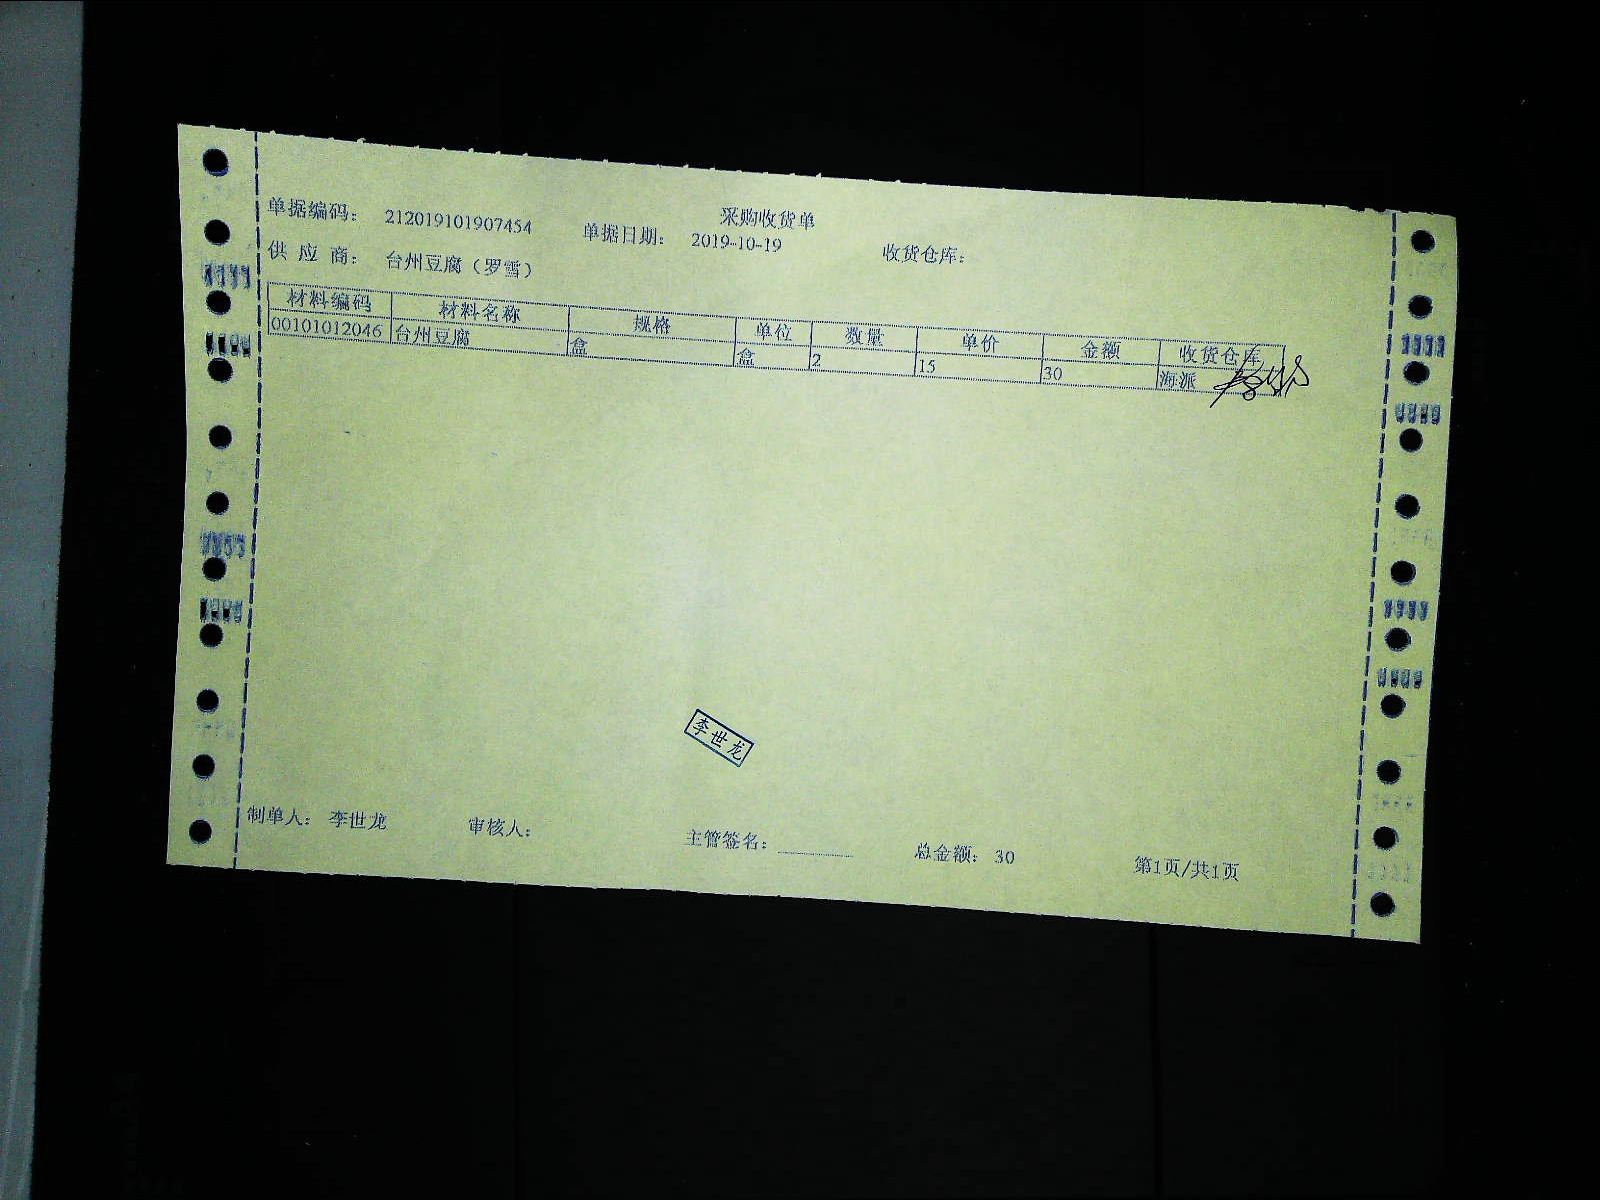 采购收货单
单据编码： 212019101907454 单据日期： 2019-10-19 收货仓库：
供 应 商： 台州豆腐（罗雪）
材料编码 材料名称 规格 单位 数量 单价 金额 收货仓库
00101012046 台州豆腐 盒 盒 2 15 30 海派
李世龙
制单人： 李世龙 审核人： 主管签名： 总金额： 30 第1页/共1页